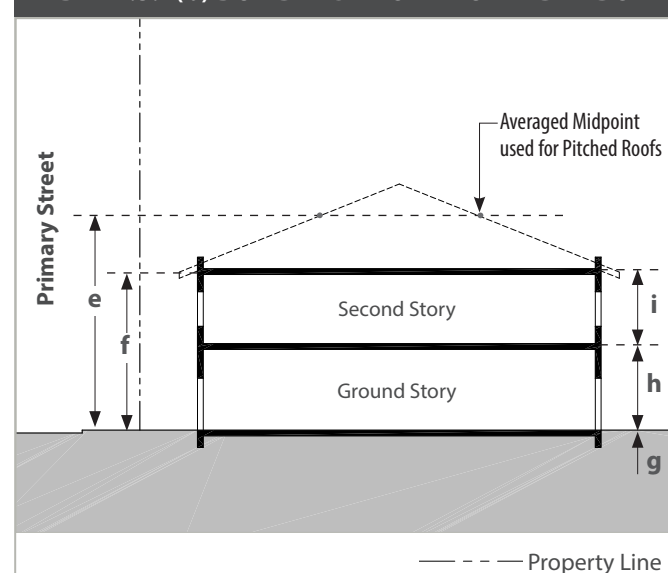 Averaged Midpoint
used for Pitched Roofs
Primary Street
e
f
Second Story
i
Ground Story
h
g
Property Line